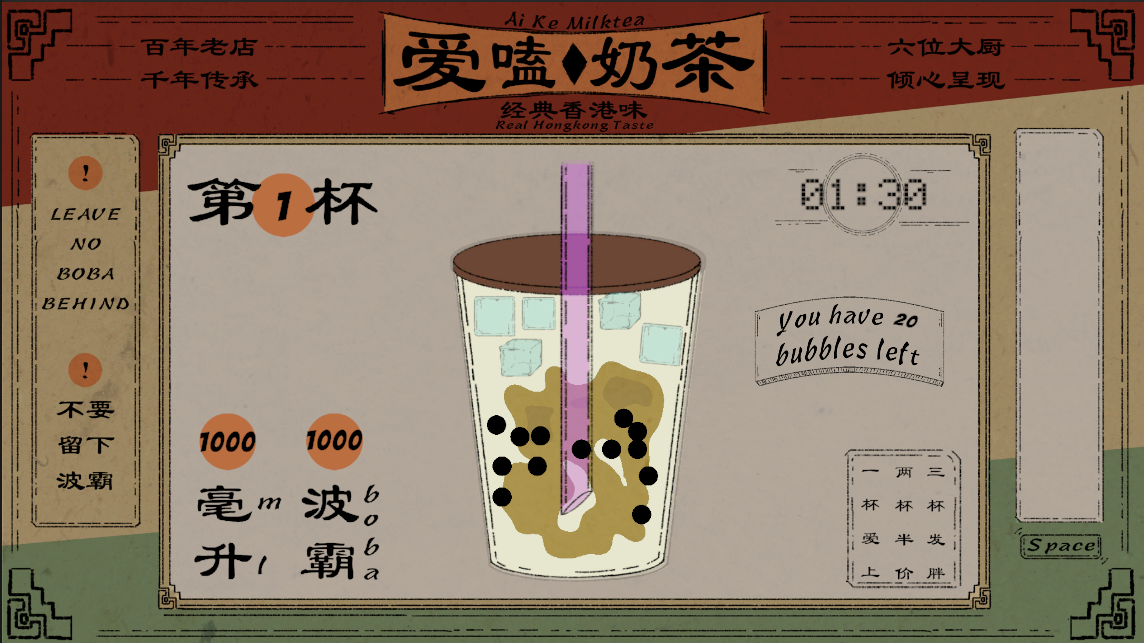 Ai Ke Milktea
爱嗑♦奶茶
经典香港味
Real Hongkong Taste
百年老店
千年传承
六位大厨
倾心呈现
!
LEAVE
NO
BOBA
BEHIND
!
不要
留下
波霸
第1杯
01:30
You have 20
bubbles left
1000
毫升
ml
1000
波霸
boba
一杯爱上
两杯半价
三杯发胖
Space